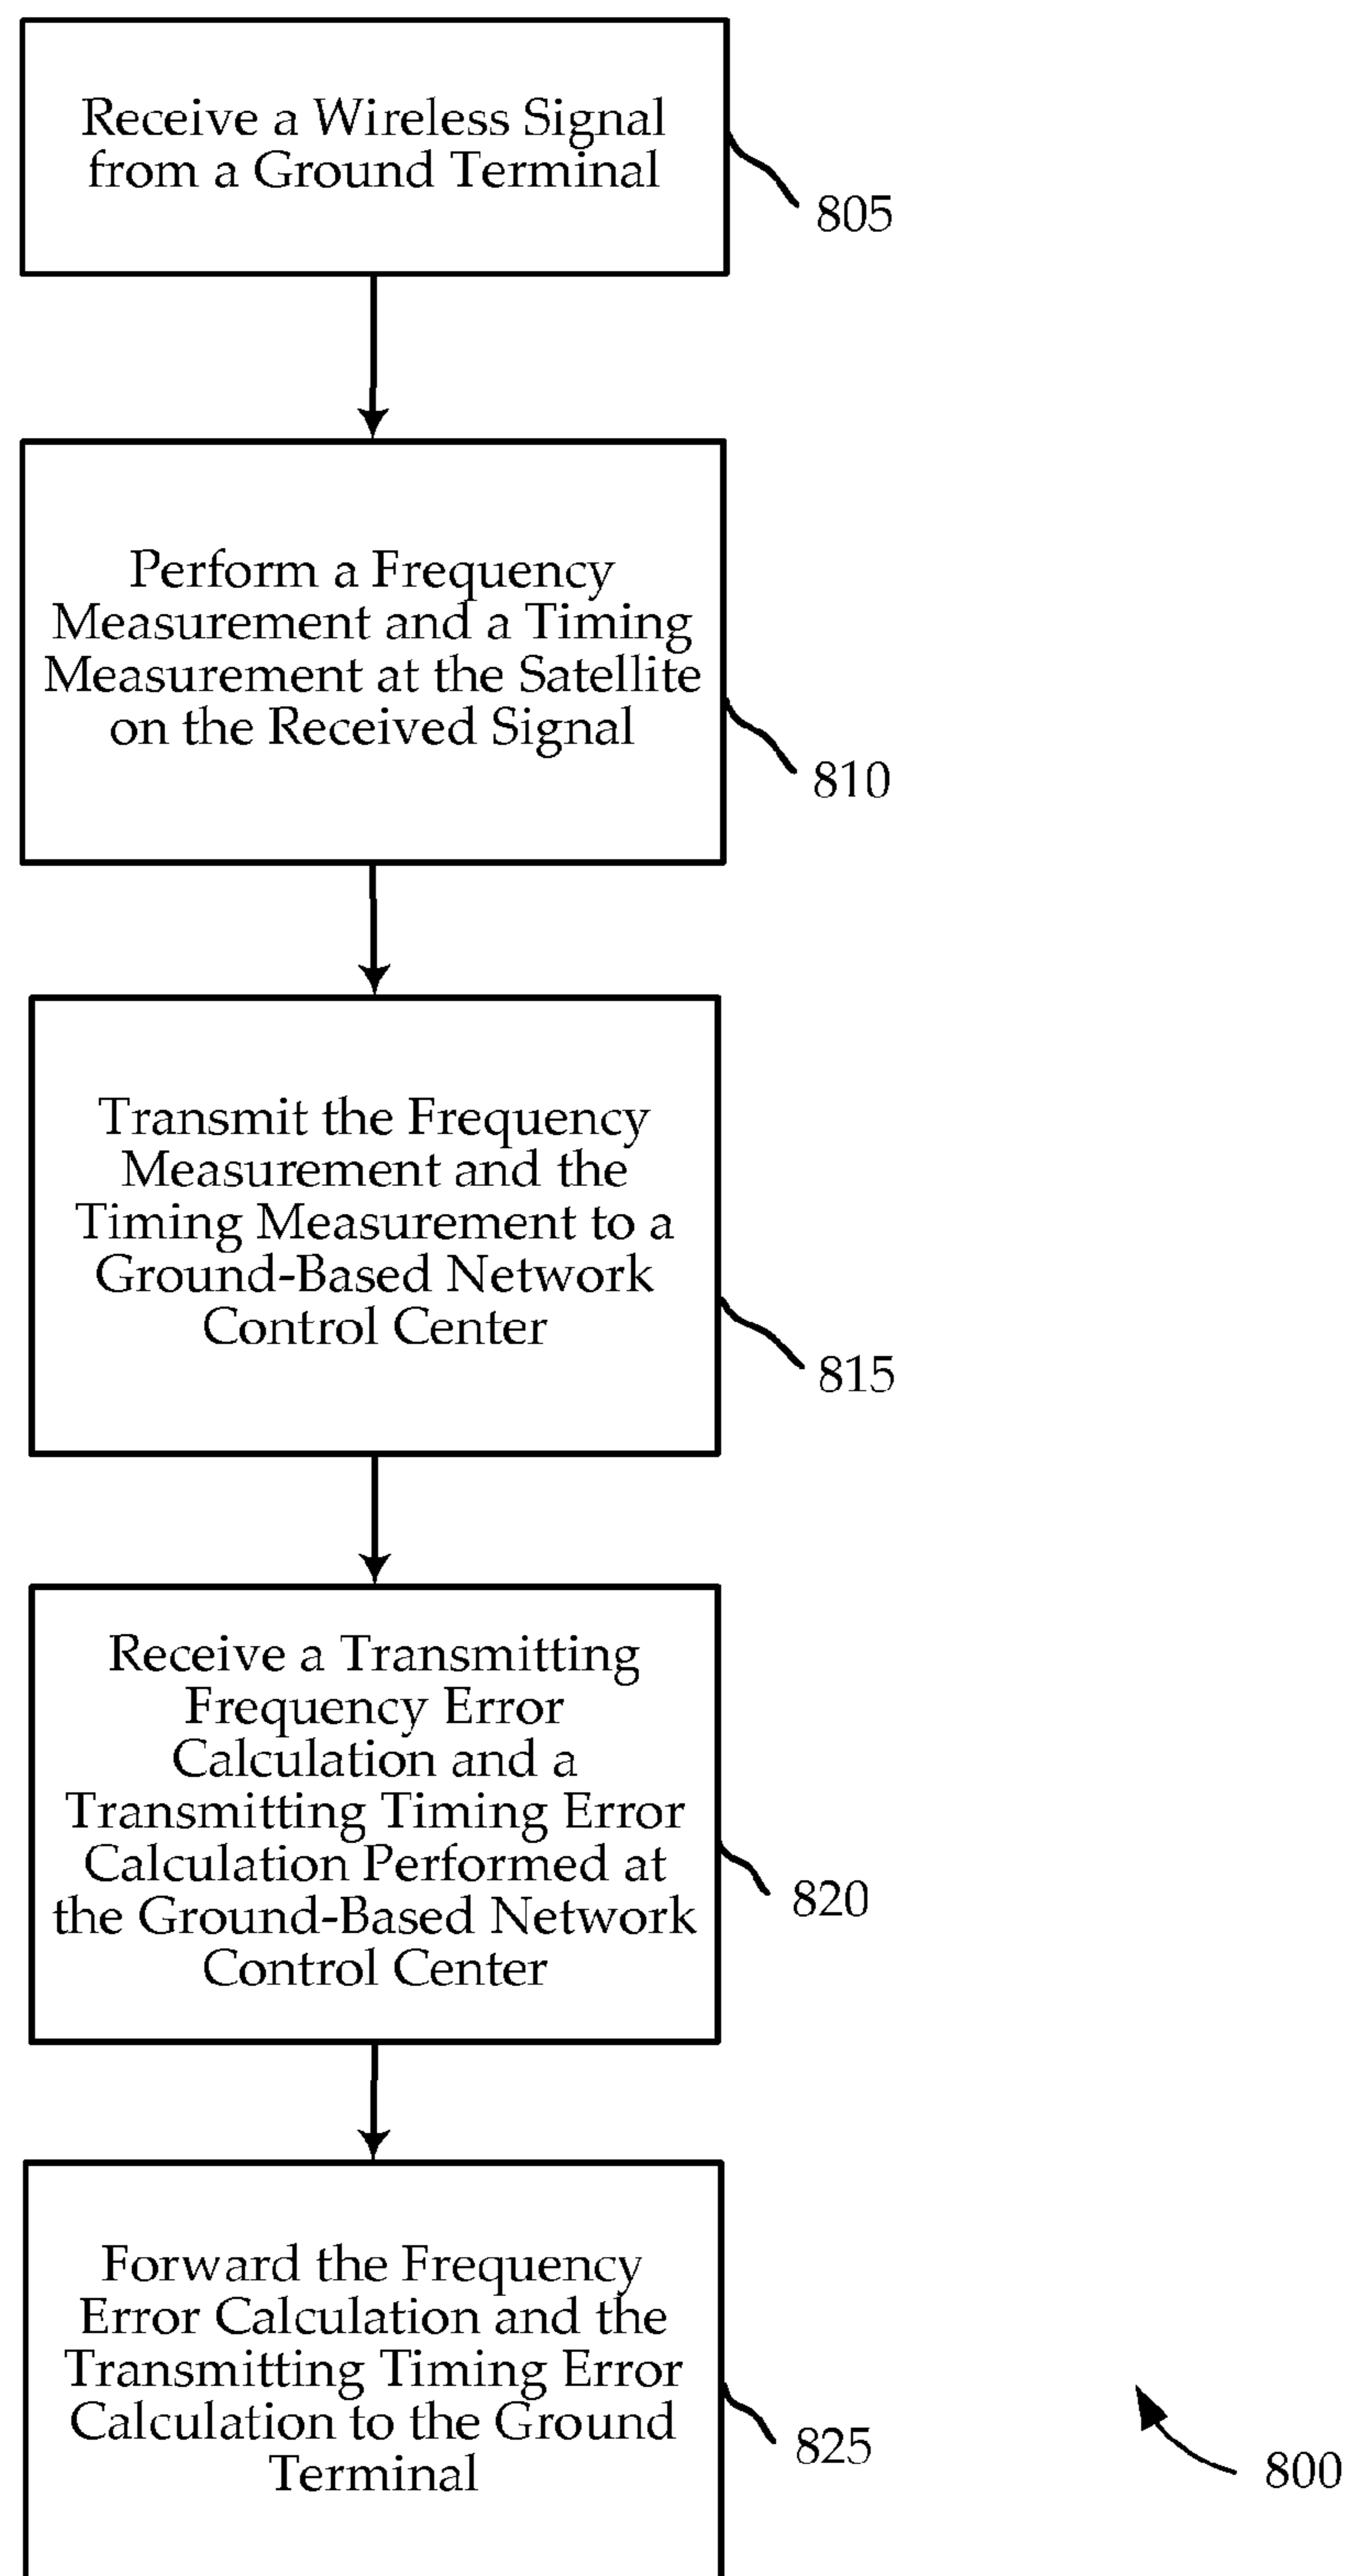 Receive a Wireless Signal
from a Ground Terminal
805
Perform a Frequency
Measurement and a Timing
Measurement at the Satellite
on the Received Signal
810
Transmit the Frequency
Measurement and the
Timing Measurement to a
Ground-Based Network
Control Center
815
Receive a Transmitting
Frequency Error
Calculation and a
Transmitting Timing Error
Calculation Performed at
the Ground-Based Network
Control Center
820
Forward the Frequency
Error Calculation and the
Transmitting Timing Error
Calculation to the Ground
Terminal
825
800